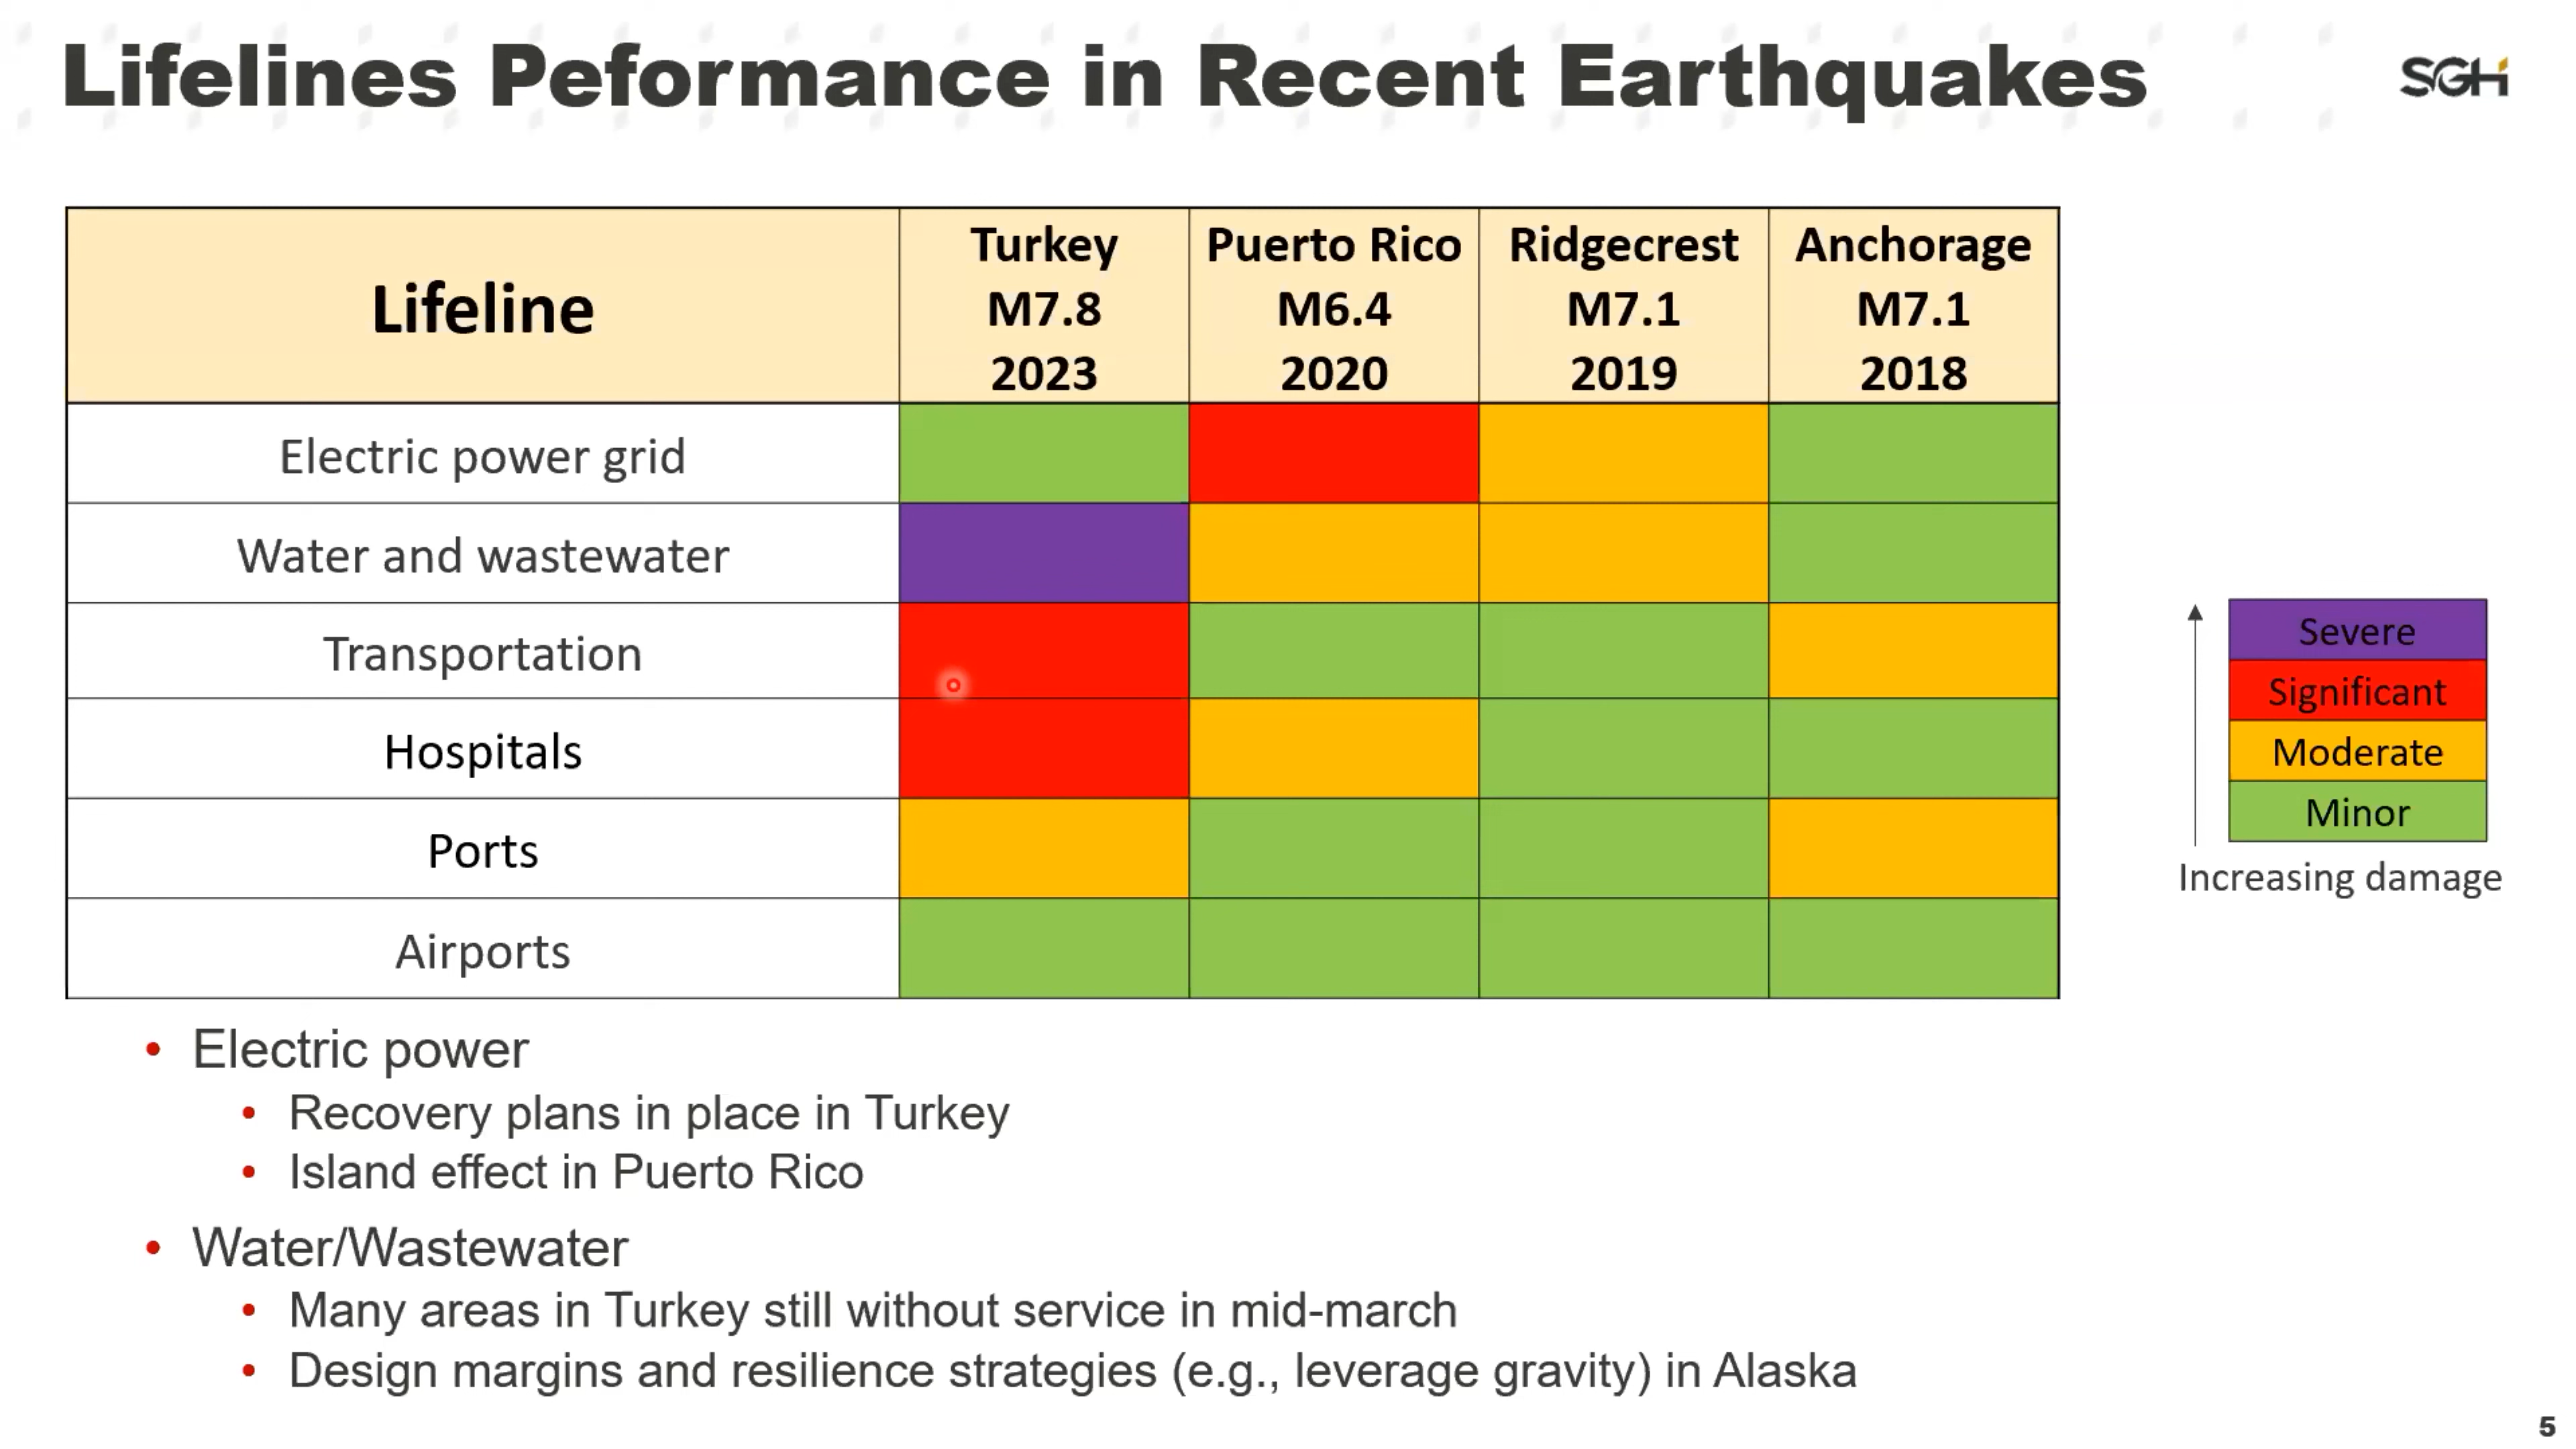 Lifelines Peformance in Recent Earthquakes
SGH
Lifeline
Turkey
M7.8
2023
Puerto Rico
M6.4
2020
Ridgecrest
M7.1
2019
Anchorage
M7.1
2018
Electric power grid
Water and wastewater
Transportation
Hospitals
Ports
Airports
Severe
Significant
Moderate
Minor
Increasing damage
• Electric power
• Recovery plans in place in Turkey
• Island effect in Puerto Rico
• Water/Wastewater
• Many areas in Turkey still without service in mid-march
• Design margins and resilience strategies (e.g., leverage gravity) in Alaska
5